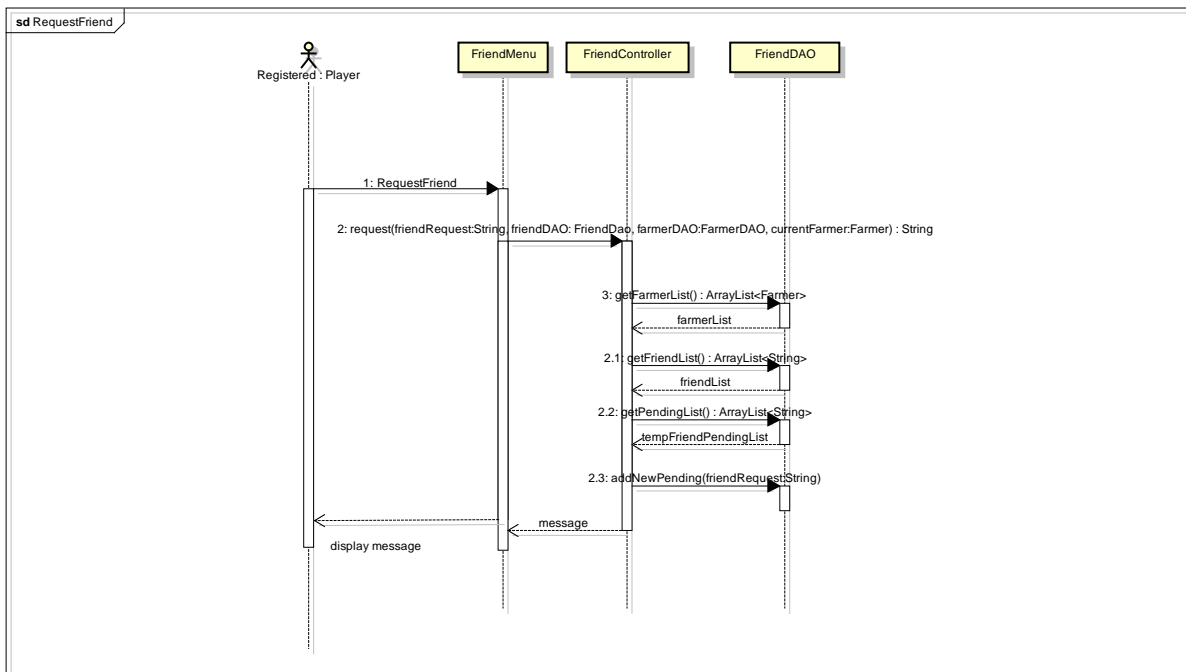 sd RequestFriend
Registered : Player
FriendMenu
FriendController
FriendDAO
1: RequestFriend
2: request(friendRequest:String, friendDAO: FriendDao, farmerDAO:FarmerDAO, currentFarmer:Farmer) : String
3: getFarmerList() : ArrayList<Farmer>
farmerList
2.1: getFriendList() : ArrayList<String>
friendList
2.2: getPendingList() : ArrayList<String>
tempFriendPendingList
2.3: addNewPending(friendRequest:String)
message
display message